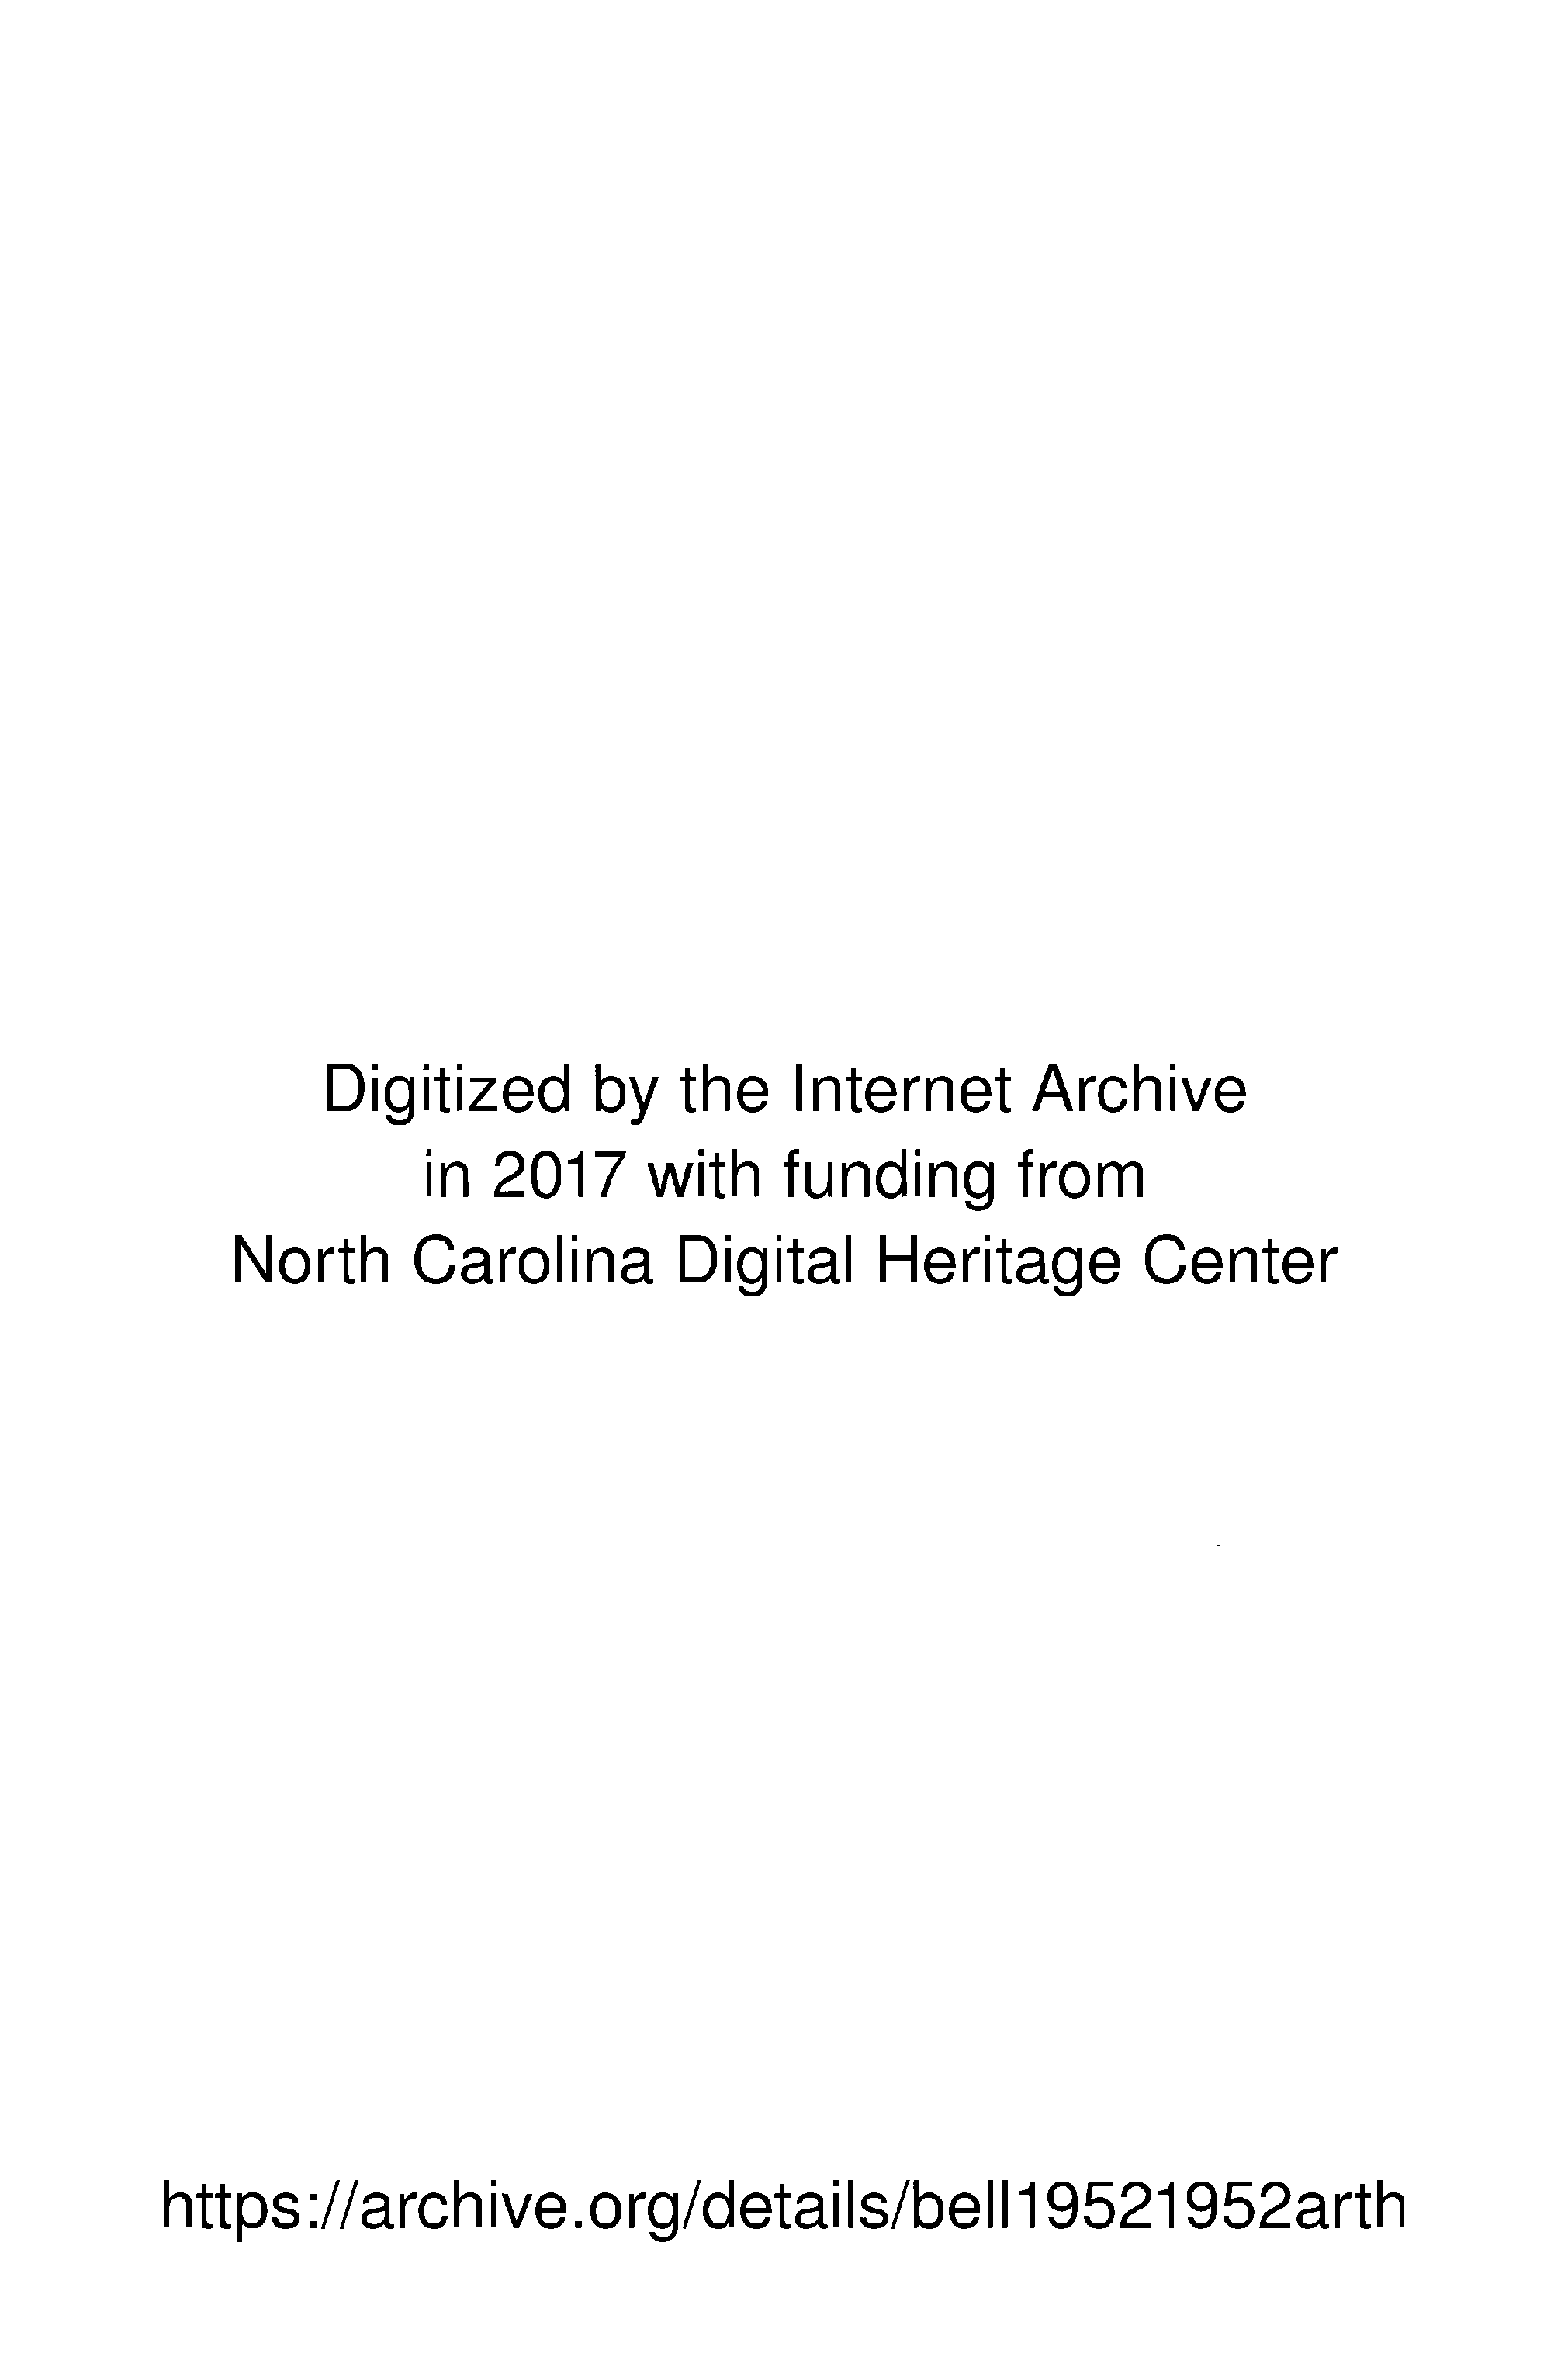 Digitized by the Internet Archive
in 2017 with funding from
North Carolina Digital Heritage Center
https://archive.org/details/bell19521952arth